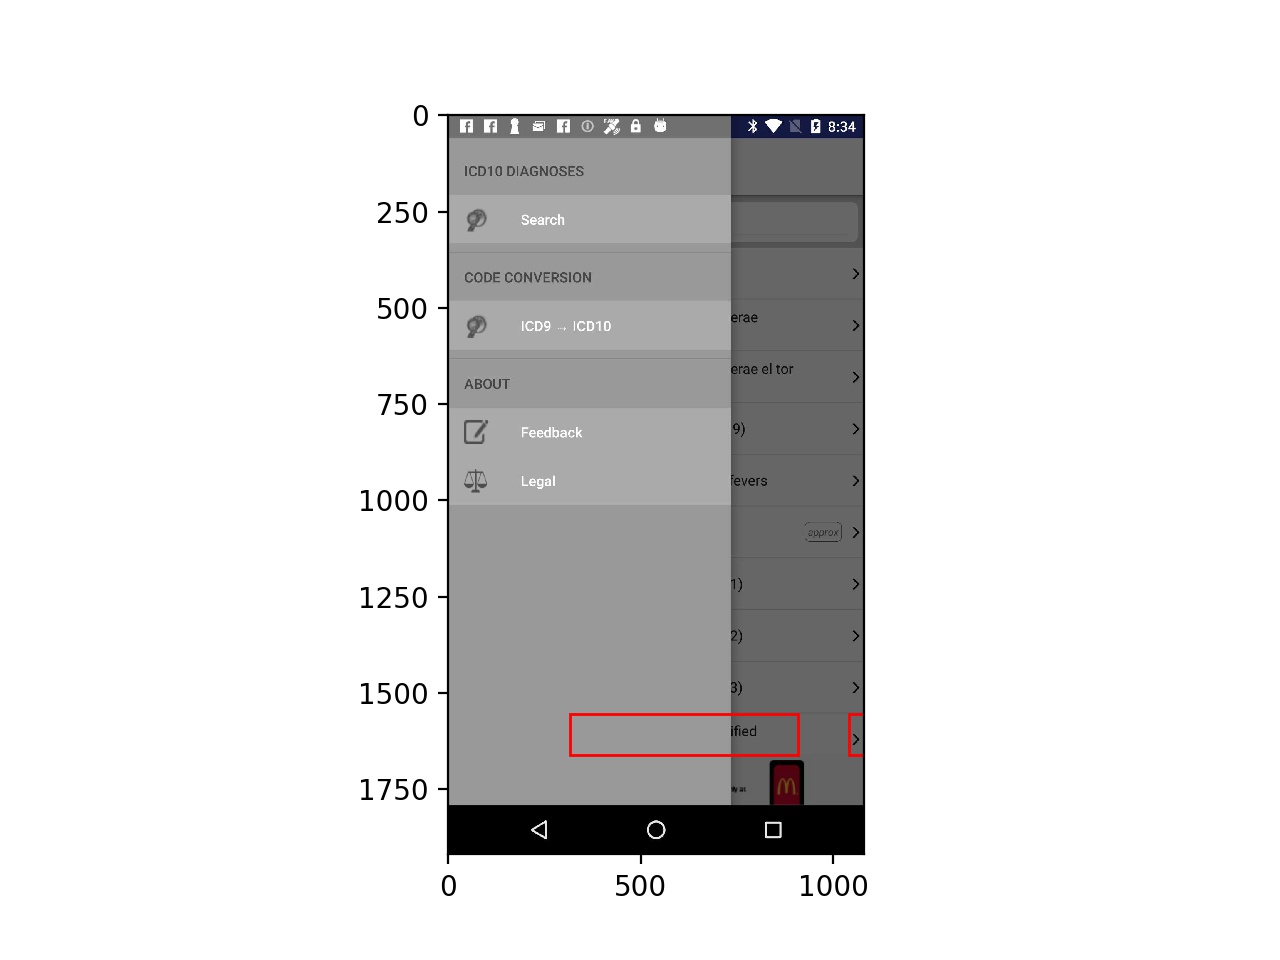 0
8:34
ICD10 DIAGNOSES
250
Search
CODE CONVERSION
500
erae
ICD9 → ICD10
erae el tor
ABOUT
750
Feedback
9)
Legal
fevers
1000
approx
1)
1250
2)
3)
1500
ified
1750
0
500
1000